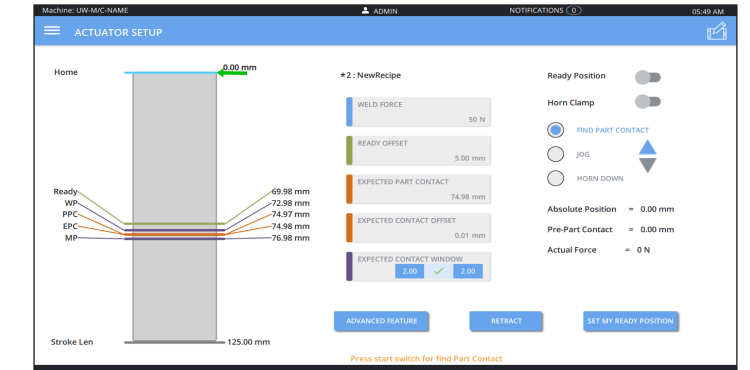 Machine: UW-M/C-NAME ADMIN NOTIFICATIONS 0 05:49 AM
ACTUATOR SETUP
Home 0.00 mm
Ready 69.98 mm
WP 72.98 mm
PPC 74.97 mm
EPC 74.98 mm
MP 76.98 mm
Stroke Len 125.00 mm
*2 : NewRecipe
WELD FORCE
50 N
READY OFFSET
5.00 mm
EXPECTED PART CONTACT
74.98 mm
EXPECTED CONTACT OFFSET
0.01 mm
EXPECTED CONTACT WINDOW
2.00 2.00
Ready Position
Horn Clamp
FIND PART CONTACT
JOG
HORN DOWN
Absolute Position = 0.00 mm
Pre-Part Contact = 0.00 mm
Actual Force = 0 N
ADVANCED FEATURE RETRACT SET MY READY POSITION
Press start switch for find Part Contact